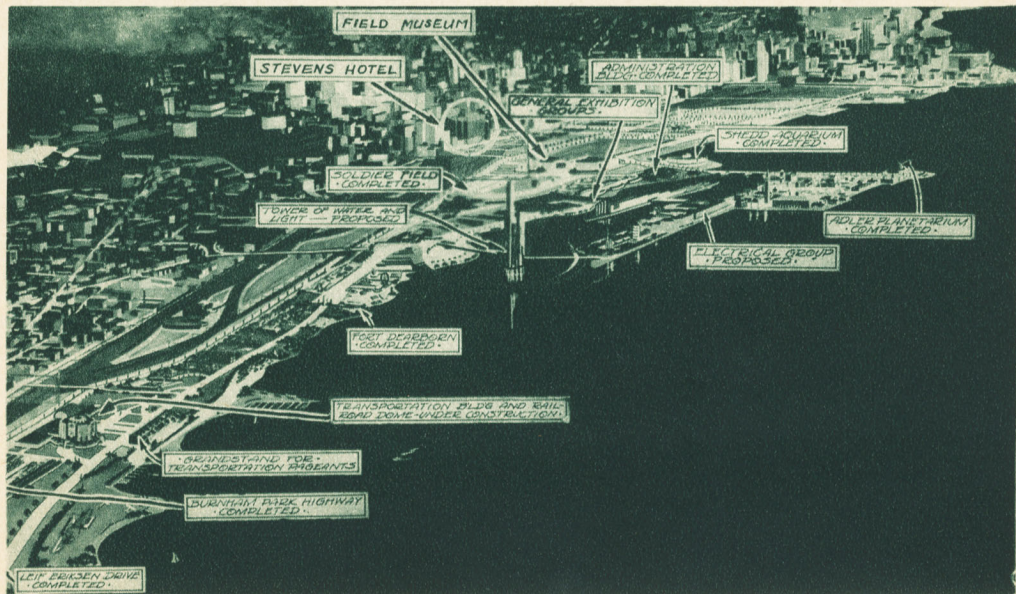 FIELD MUSEUM
STEVENS HOTEL
ADMINISTRATION
BLDG-COMPLETED
GENERAL EXHIBITION
GROUPS·
SHEDD AQUARIUM
·COMPLETED·
SOLDIER FIELD
·COMPLETED·
TOWER OF WATER AND
LIGHT — PROPOSED
ADLER PLANETARIUM
·COMPLETED·
ELECTRICAL GROUP
·PROPOSED·
FORT DEARBORN
·COMPLETED·
TRANSPORTATION BLDG AND RAIL-
ROAD DOME-UNDER CONSTRUCTION·
·GRANDSTAND FOR·
TRANSPORTATION PAGEANTS
BURNHAM PARK HIGHWAY
·COMPLETED·
LEIF ERIKSEN DRIVE
·COMPLETED·